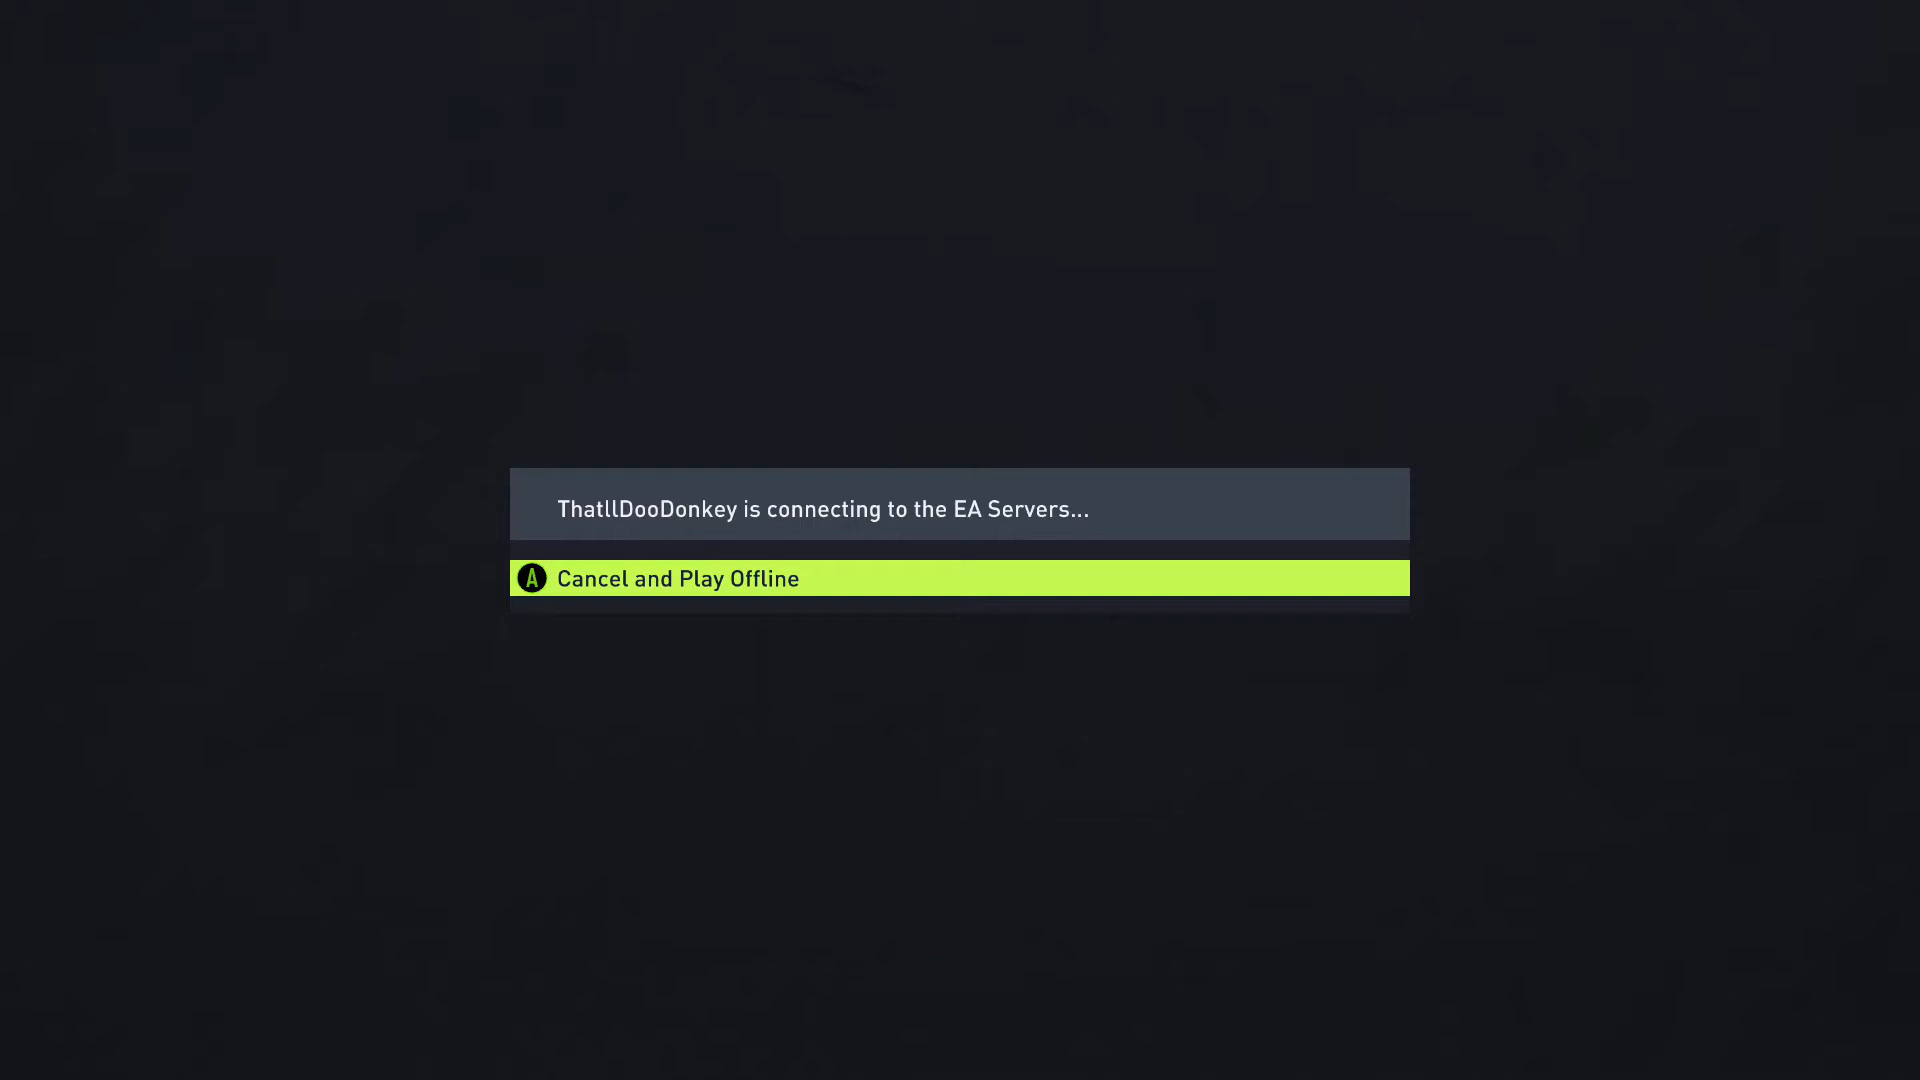 ThatllDooDonkey is connecting to the EA Servers...
A Cancel and Play Offline